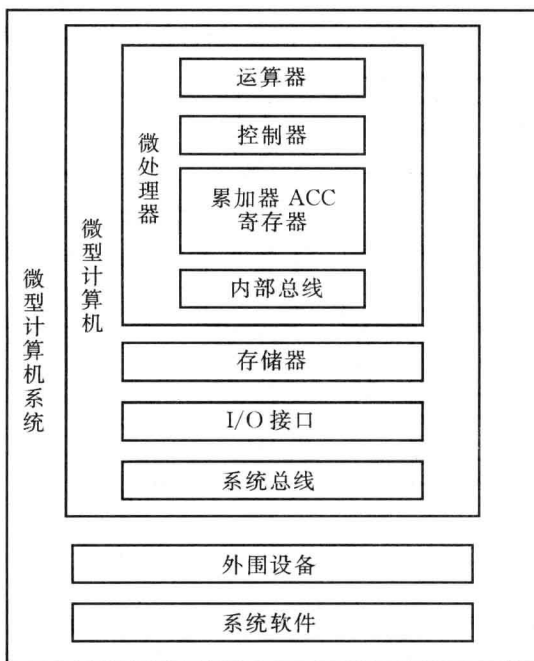 微型计算机系统
微型计算机
微处理器
运算器
控制器
累加器 ACC
寄存器
内部总线
存储器
I/O 接口
系统总线
外围设备
系统软件